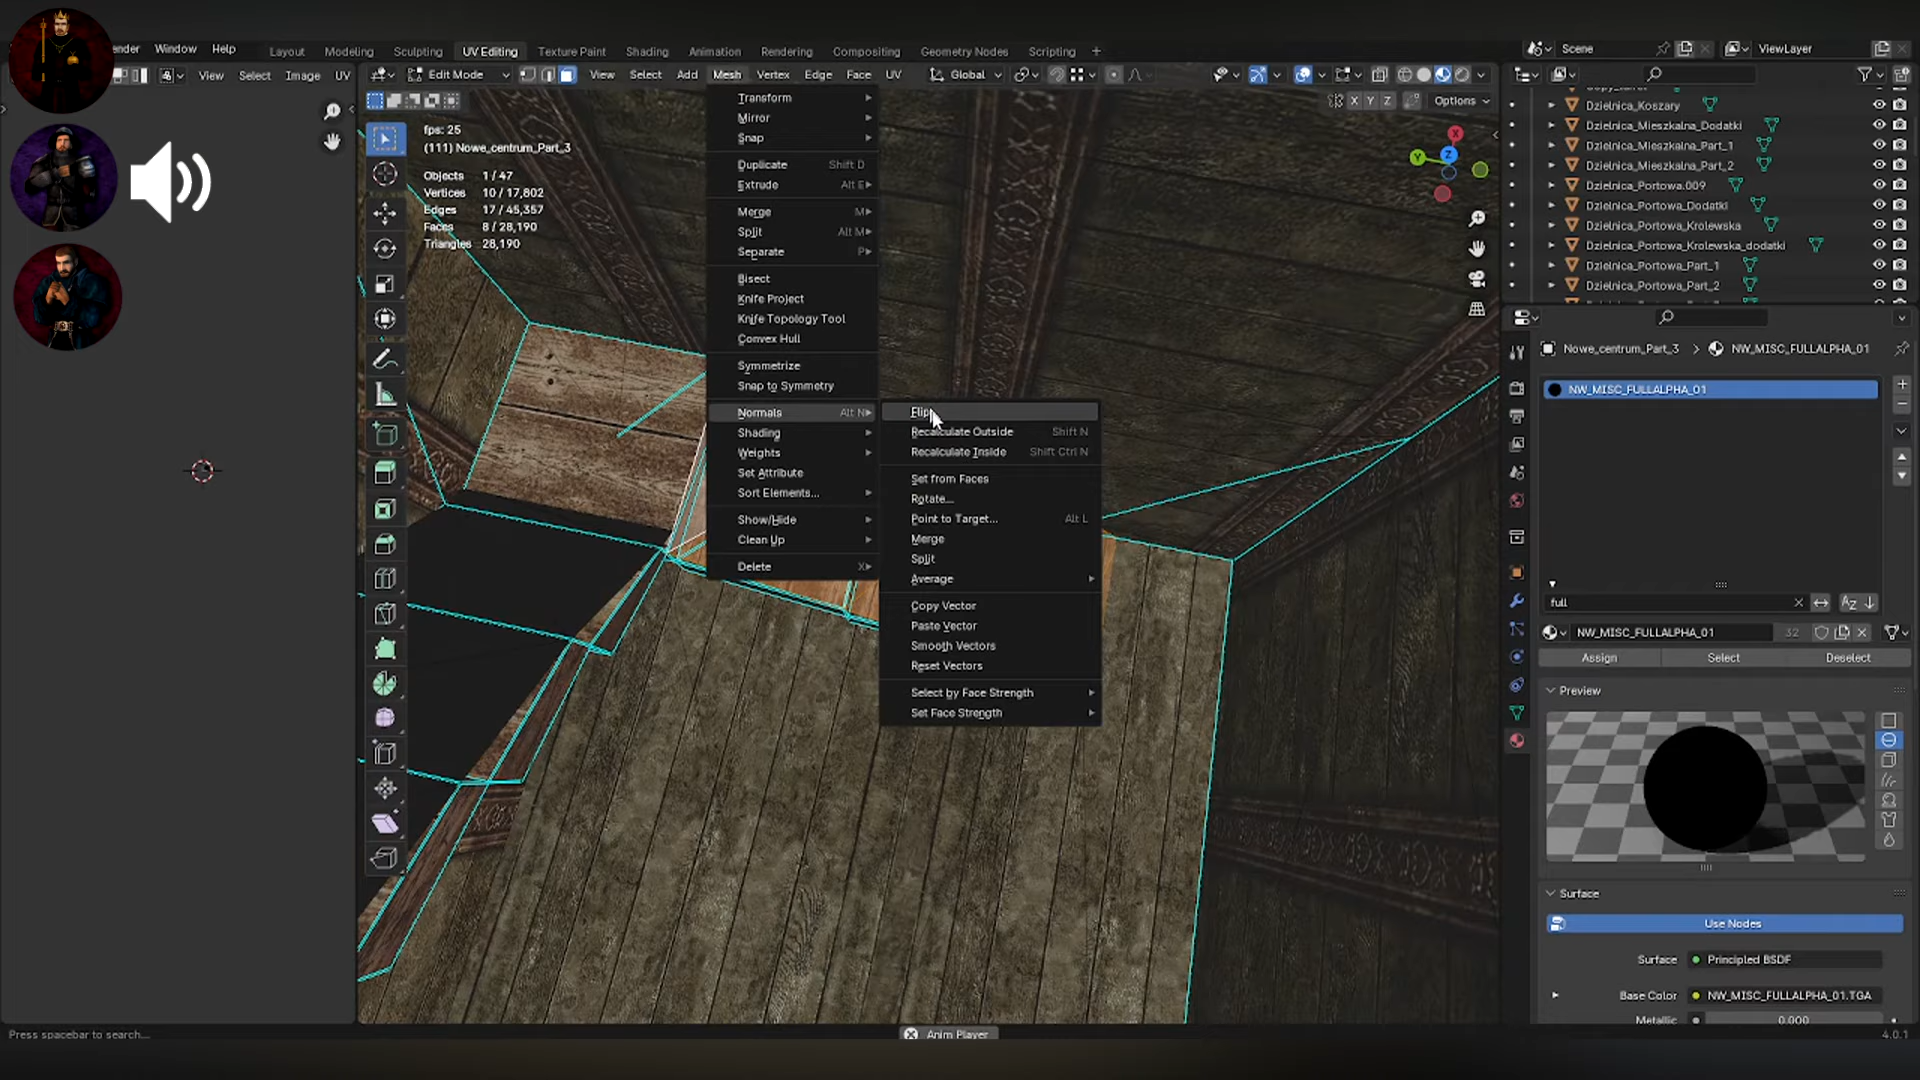 ender Window Help Layout Modeling Sculpting UV Editing Texture Paint Shading Animation Rendering Compositing Geometry Nodes Scripting + Scene ViewLayer
View Select Image UV Edit Mode View Select Add Mesh Vertex Edge Face UV Global
X Y Z Options
fps: 25
(111) Nowe_centrum_Part_3
Objects 1 / 47
Vertices 10 / 17,802
Edges 17 / 45,357
Faces 8 / 28,190
Triangles 28,190
Transform
Mirror
Snap
Duplicate Shift D
Extrude Alt E
Merge M
Split Alt M
Separate P
Bisect
Knife Project
Knife Topology Tool
Convex Hull
Symmetrize
Snap to Symmetry
Normals Alt N
Shading
Weights
Set Attribute
Sort Elements...
Show/Hide
Clean Up
Delete X
Flip
Recalculate Outside Shift N
Recalculate Inside Shift Ctrl N
Set from Faces
Rotate...
Point to Target... Alt L
Merge
Split
Average
Copy Vector
Paste Vector
Smooth Vectors
Reset Vectors
Select by Face Strength
Set Face Strength
X
Y
Z
Dzielnica_Koszary
Dzielnica_Mieszkalna_Dodatki
Dzielnica_Mieszkalna_Part_1
Dzielnica_Mieszkalna_Part_2
Dzielnica_Portowa.009
Dzielnica_Portowa_Dodatki
Dzielnica_Portowa_Krolewska
Dzielnica_Portowa_Krolewska_dodatki
Dzielnica_Portowa_Part_1
Dzielnica_Portowa_Part_2
Nowe_centrum_Part_3 > NW_MISC_FULLALPHA_01
NW_MISC_FULLALPHA_01
full
NW_MISC_FULLALPHA_01 32
Assign Select Deselect
Preview
Surface
Use Nodes
Surface Principled BSDF
Base Color NW_MISC_FULLALPHA_01.TGA
Metallic 0.000
Press spacebar to search...
Anim Player
4.0.1